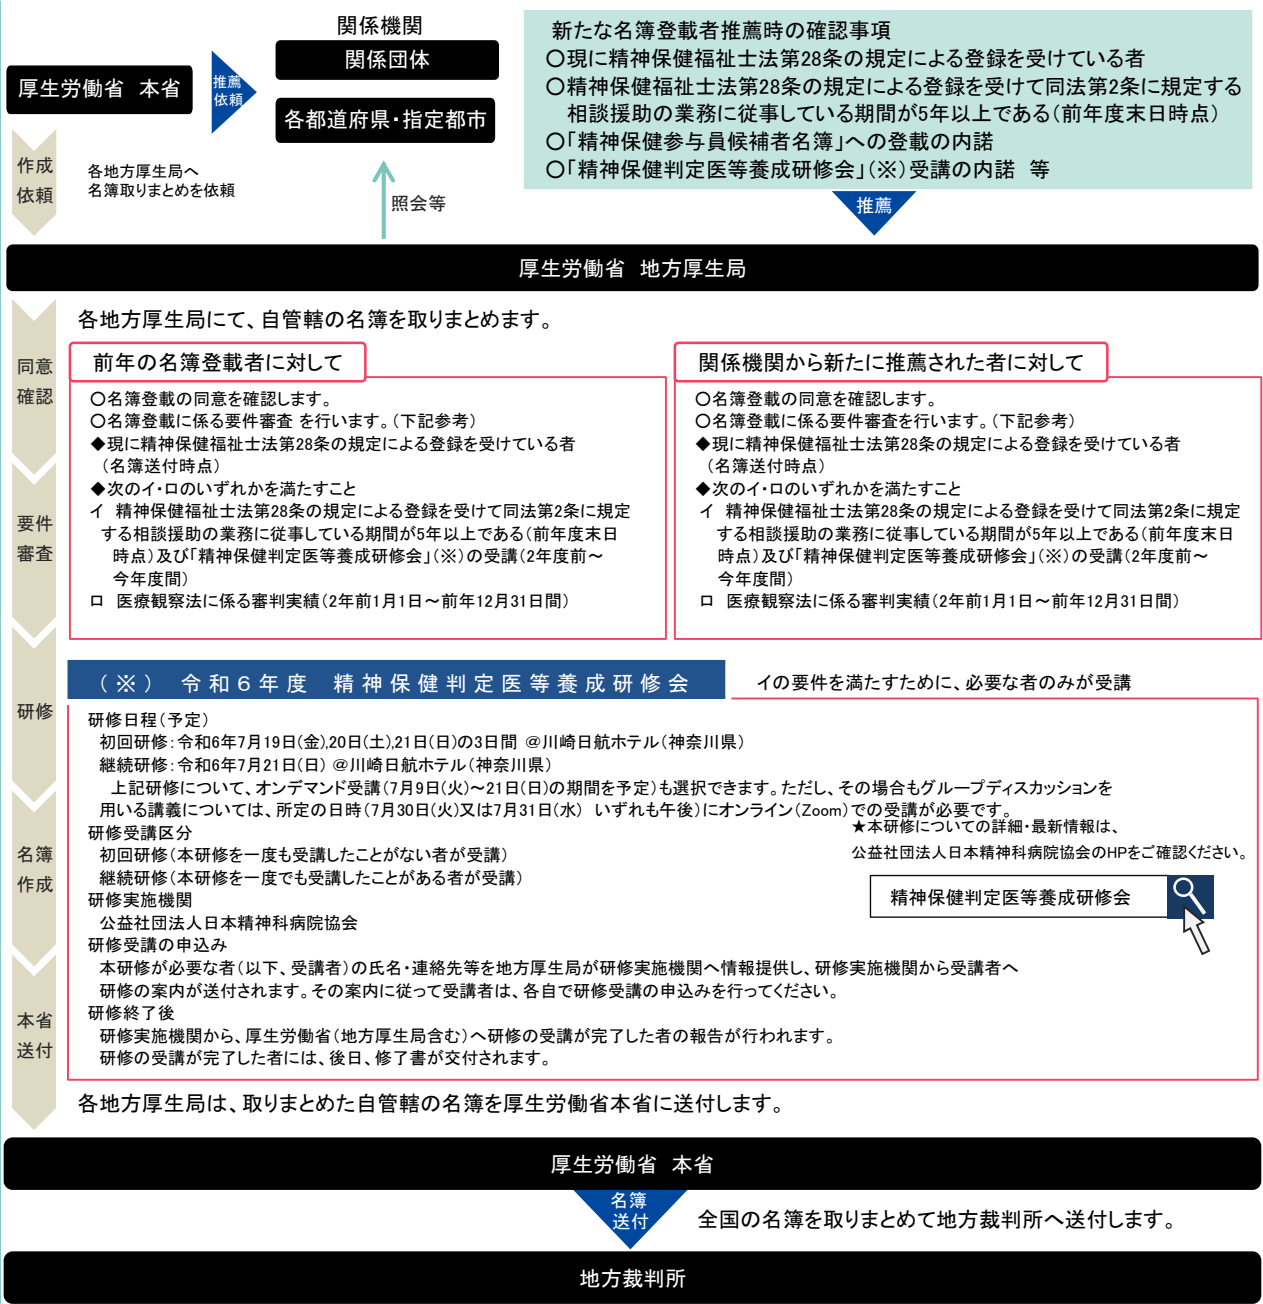 関係機関
関係団体
各都道府県・指定都市
厚生労働省　本省
推薦
依頼
新たな名簿登載者推薦時の確認事項
〇現に精神保健福祉士法第28条の規定による登録を受けている者
〇精神保健福祉士法第28条の規定による登録を受けて同法第2条に規定する
相談援助の業務に従事している期間が5年以上である(前年度末日時点)
〇「精神保健参与員候補者名簿」への登載の内諾
〇「精神保健判定医等養成研修会」(※)受講の内諾　等
作成
依頼
各地方厚生局へ
名簿取りまとめを依頼
照会等
推薦
厚生労働省　地方厚生局
各地方厚生局にて、自管轄の名簿を取りまとめます。
同意
確認
前年の名簿登載者に対して
〇名簿登載の同意を確認します。
〇名簿登載に係る要件審査 を行います。(下記参考)
◆現に精神保健福祉士法第28条の規定による登録を受けている者
(名簿送付時点)
◆次のイ・ロのいずれかを満たすこと
イ　精神保健福祉士法第28条の規定による登録を受けて同法第2条に規定
する相談援助の業務に従事している期間が5年以上である(前年度末日
時点)及び「精神保健判定医等養成研修会」(※)の受講(2年度前～
今年度間)
ロ　医療観察法に係る審判実績(2年前1月1日～前年12月31日間)
関係機関から新たに推薦された者に対して
〇名簿登載の同意を確認します。
〇名簿登載に係る要件審査を行います。(下記参考)
◆現に精神保健福祉士法第28条の規定による登録を受けている者
(名簿送付時点)
◆次のイ・ロのいずれかを満たすこと
イ　精神保健福祉士法第28条の規定による登録を受けて同法第2条に規定
する相談援助の業務に従事している期間が5年以上である(前年度末日
時点)及び「精神保健判定医等養成研修会」(※)の受講(2年度前～
今年度間)
ロ　医療観察法に係る審判実績(2年前1月1日～前年12月31日間)
要件
審査
(※)　令和6年度　精神保健判定医等養成研修会
イの要件を満たすために、必要な者のみが受講
研修
研修日程(予定)
初回研修：令和6年7月19日(金),20日(土),21日(日)の3日間 @川崎日航ホテル(神奈川県)
継続研修：令和6年7月21日(日) @川崎日航ホテル(神奈川県)
上記研修について、オンデマンド受講(7月9日(火)～21日(日)の期間を予定)も選択できます。ただし、その場合もグループディスカッションを
用いる講義については、所定の日時(7月30日(火)又は7月31日(水)　いずれも午後)にオンライン(Zoom)での受講が必要です。
研修受講区分
初回研修(本研修を一度も受講したことがない者が受講)
継続研修(本研修を一度でも受講したことがある者が受講)
研修実施機関
公益社団法人日本精神科病院協会
研修受講の申込み
本研修が必要な者(以下、受講者)の氏名・連絡先等を地方厚生局が研修実施機関へ情報提供し、研修実施機関から受講者へ
研修の案内が送付されます。その案内に従って受講者は、各自で研修受講の申込みを行ってください。
研修終了後
研修実施機関から、厚生労働省(地方厚生局含む)へ研修の受講が完了した者の報告が行われます。
研修の受講が完了した者には、後日、修了書が交付されます。
★本研修についての詳細・最新情報は、
公益社団法人日本精神科病院協会のHPをご確認ください。
精神保健判定医等養成研修会
名簿
作成
本省
送付
各地方厚生局は、取りまとめた自管轄の名簿を厚生労働省本省に送付します。
厚生労働省　本省
名簿
送付
全国の名簿を取りまとめて地方裁判所へ送付します。
地方裁判所